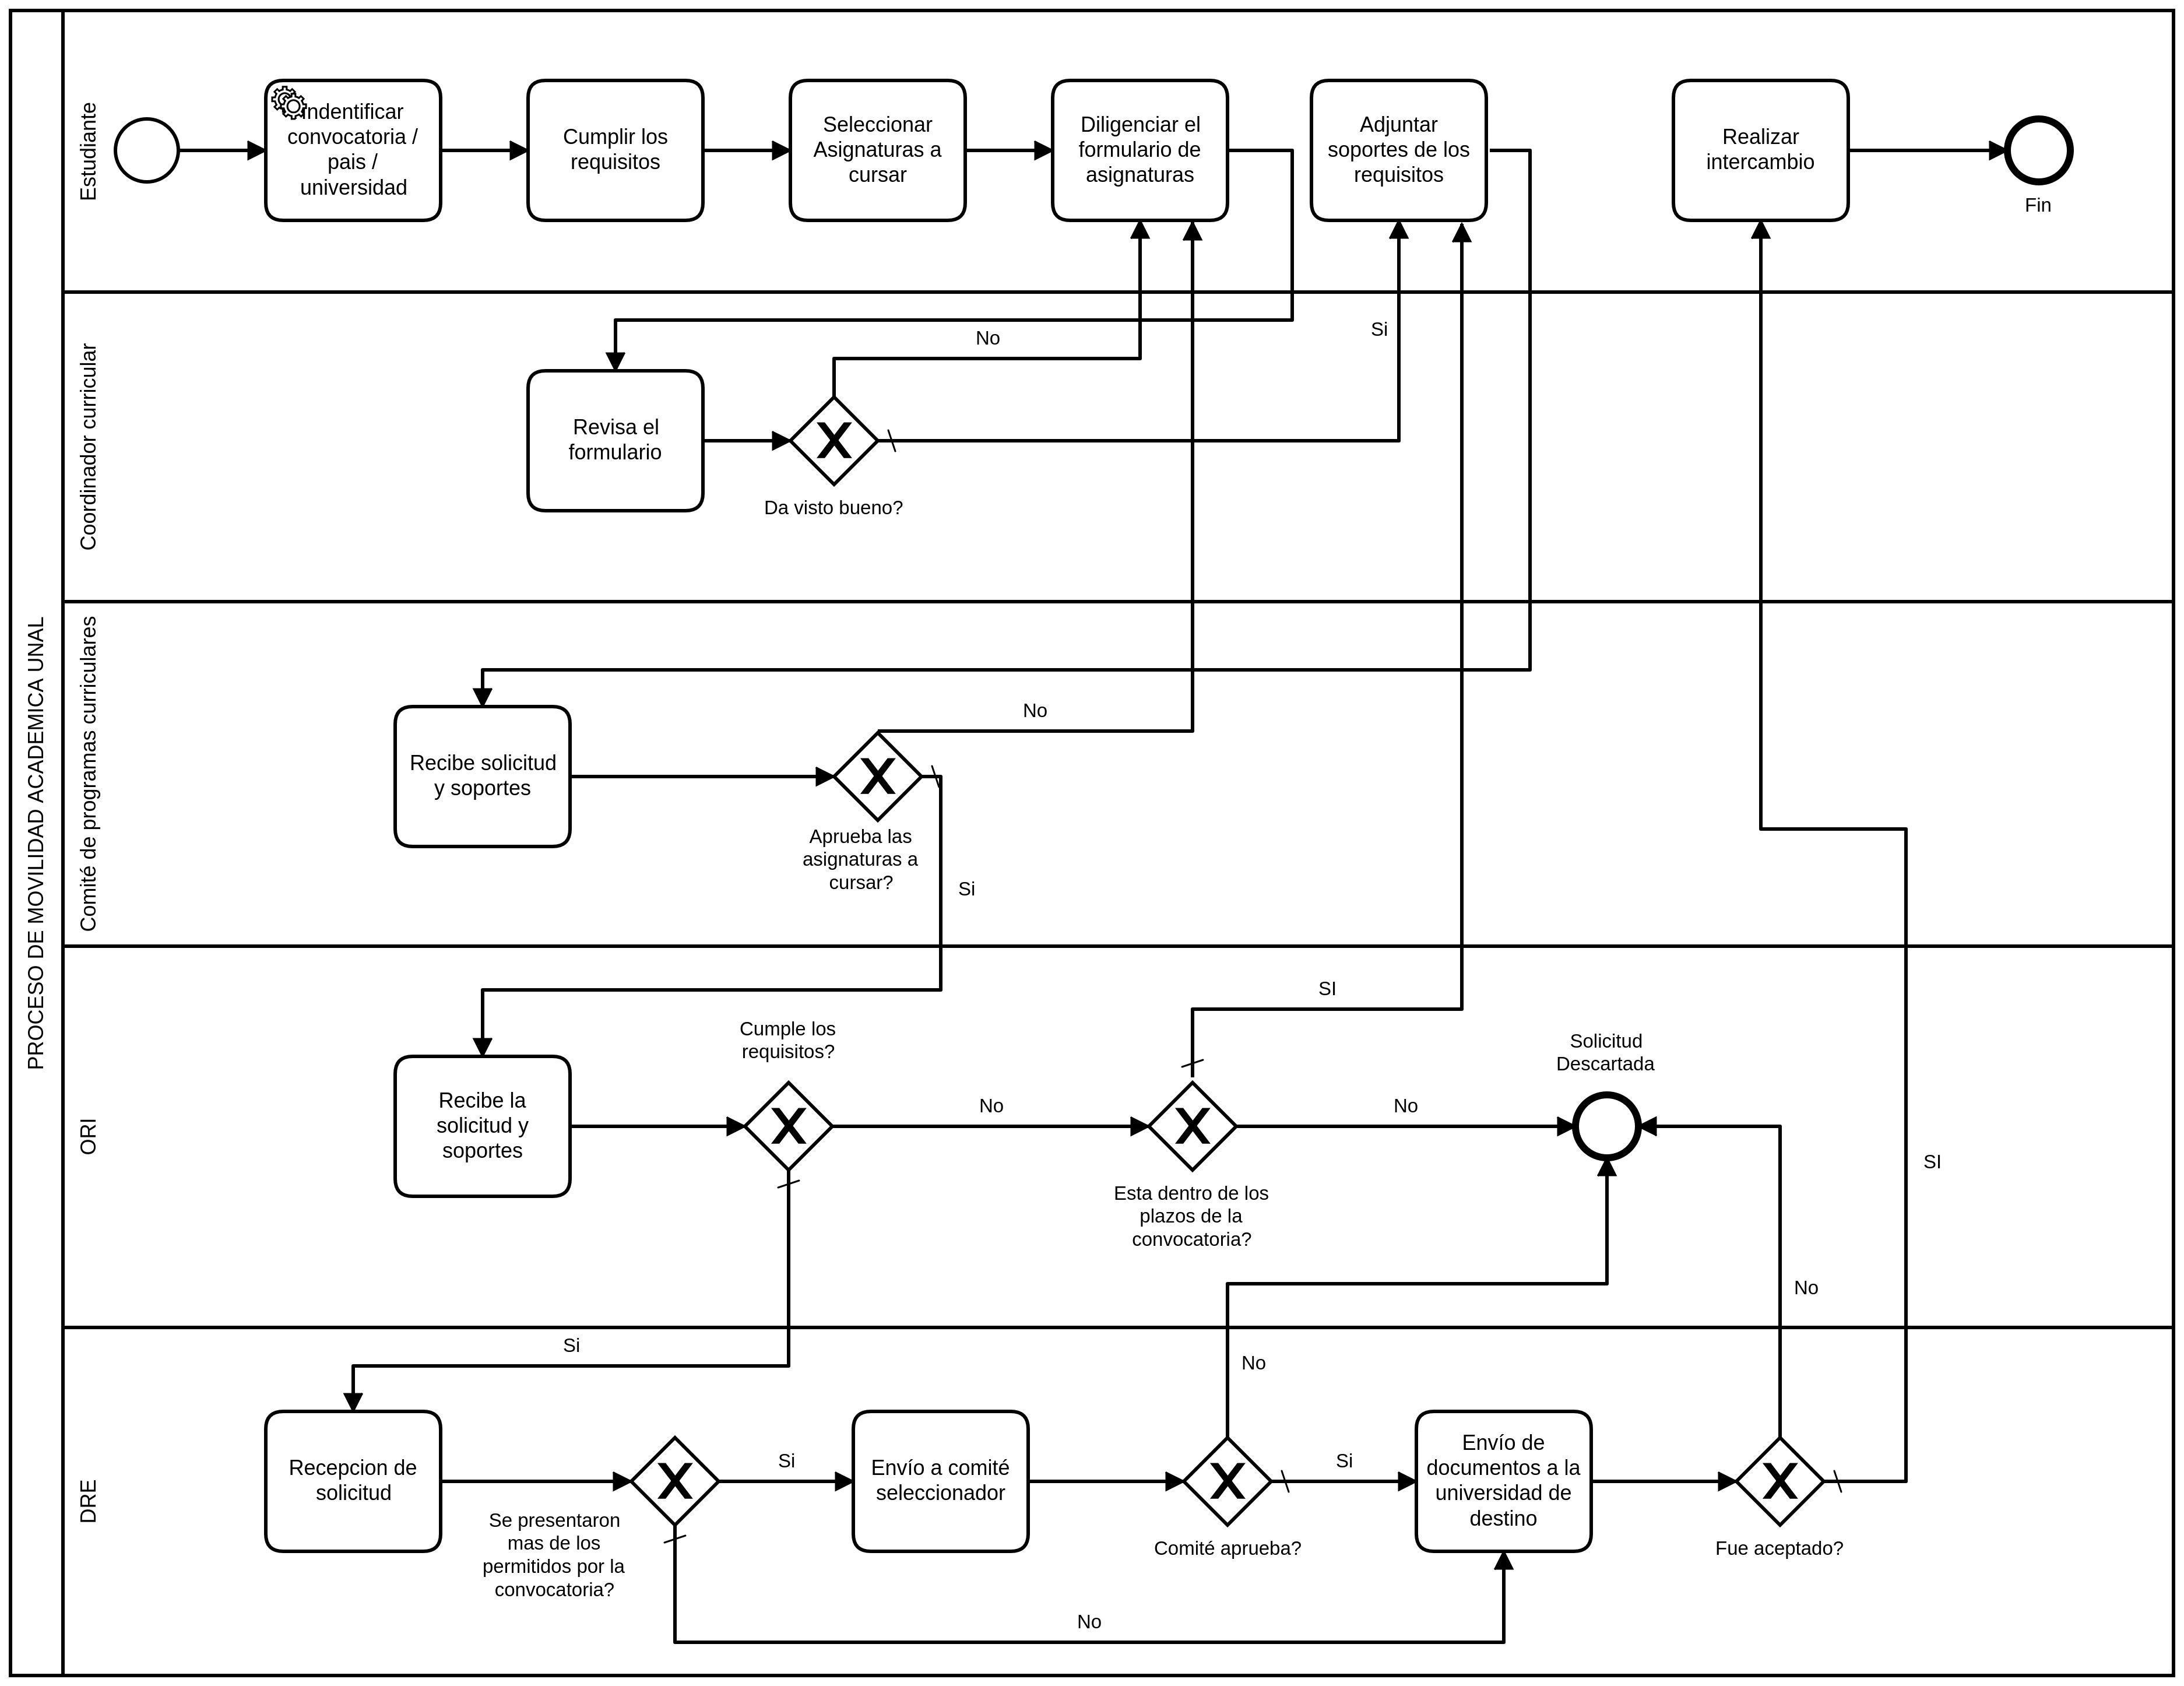 PROCESO DE MOVILIDAD ACADEMICA UNAL
Estudiante
Indentificar
convocatoria /
pais /
universidad
Cumplir los
requisitos
Seleccionar
Asignaturas a
cursar
Diligenciar el
formulario de
asignaturas
Adjuntar
soportes de los
requisitos
Realizar
intercambio
Fin
Coordinador curricular
Revisa el
formulario
Da visto bueno?
No
Si
Comité de programas curriculares
Recibe solicitud
y soportes
Aprueba las
asignaturas a
cursar?
No
Si
ORI
Recibe la
solicitud y
soportes
Cumple los
requisitos?
No
Esta dentro de los
plazos de la
convocatoria?
SI
No
Solicitud
Descartada
SI
No
DRE
Si
Recepcion de
solicitud
Se presentaron
mas de los
permitidos por la
convocatoria?
Si
Envío a comité
seleccionador
No
Comité aprueba?
Si
Envío de
documentos a la
universidad de
destino
Fue aceptado?
No